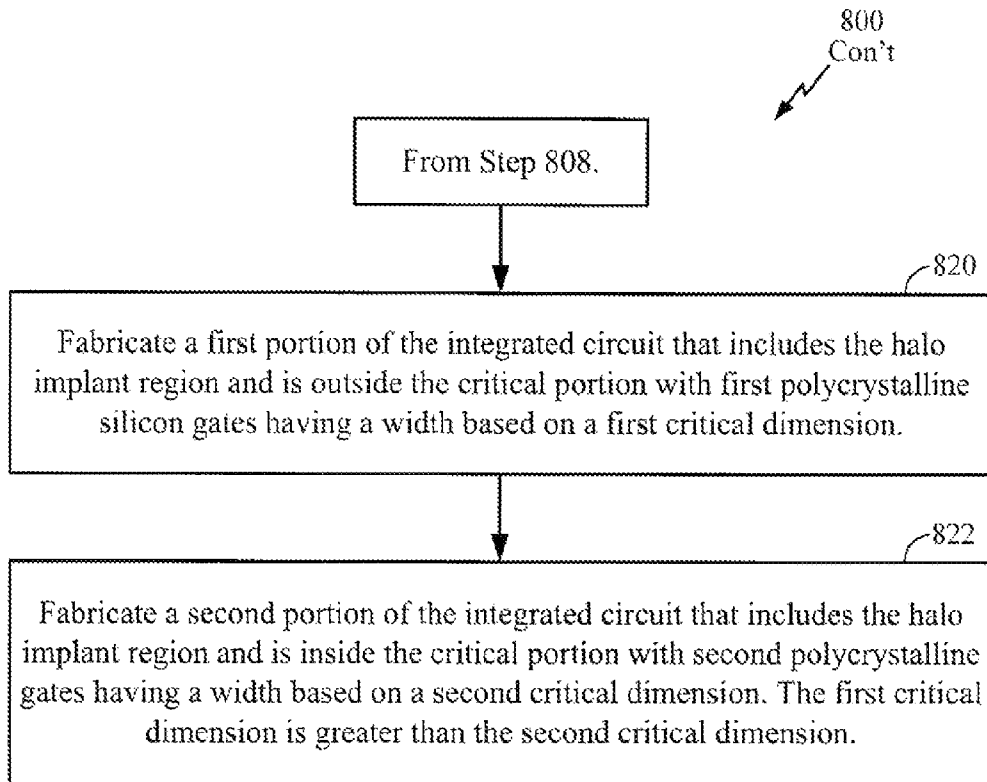 800
Con't
From Step 808.
820
Fabricate a first portion of the integrated circuit that includes the halo
implant region and is outside the critical portion with first polycrystalline
silicon gates having a width based on a first critical dimension.
822
Fabricate a second portion of the integrated circuit that includes the halo
implant region and is inside the critical portion with second polycrystalline
gates having a width based on a second critical dimension. The first critical
dimension is greater than the second critical dimension.